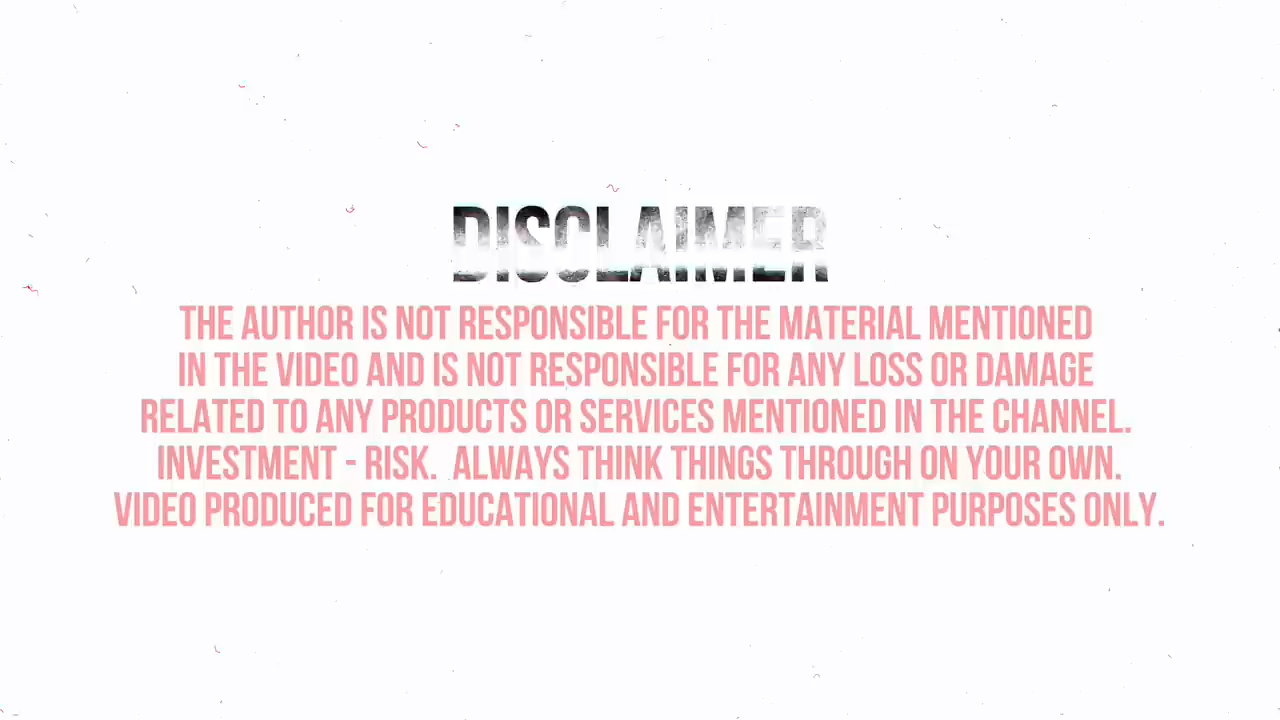 DISCLAIMER
THE AUTHOR IS NOT RESPONSIBLE FOR THE MATERIAL MENTIONED
IN THE VIDEO AND IS NOT RESPONSIBLE FOR ANY LOSS OR DAMAGE
RELATED TO ANY PRODUCTS OR SERVICES MENTIONED IN THE CHANNEL.
INVESTMENT - RISK. ALWAYS THINK THINGS THROUGH ON YOUR OWN.
VIDEO PRODUCED FOR EDUCATIONAL AND ENTERTAINMENT PURPOSES ONLY.